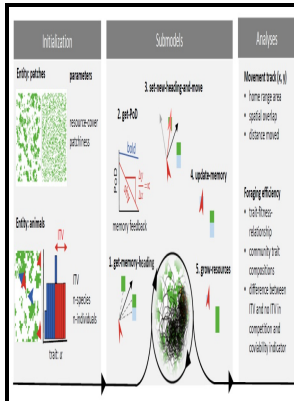 Initialization
Submodels
Analyses
Entity: patches
parameters
resource-cover
patchiness
Entity: animals
ITV
ITV
n-species
n-individuals
trait: x
3. set-new-heading-and-move
2. get-PoD
bold
PoD
memory feedback
4. update-memory
1. get-memory-heading
5. grow-resources
Movement track (x, y)
• home range area
• spatial overlap
• distance moved
Foraging efficiency
• trait-fitness-
relationship
• community trait
compositions
• difference between
ITV and no ITV in
competition and
coviability indicator